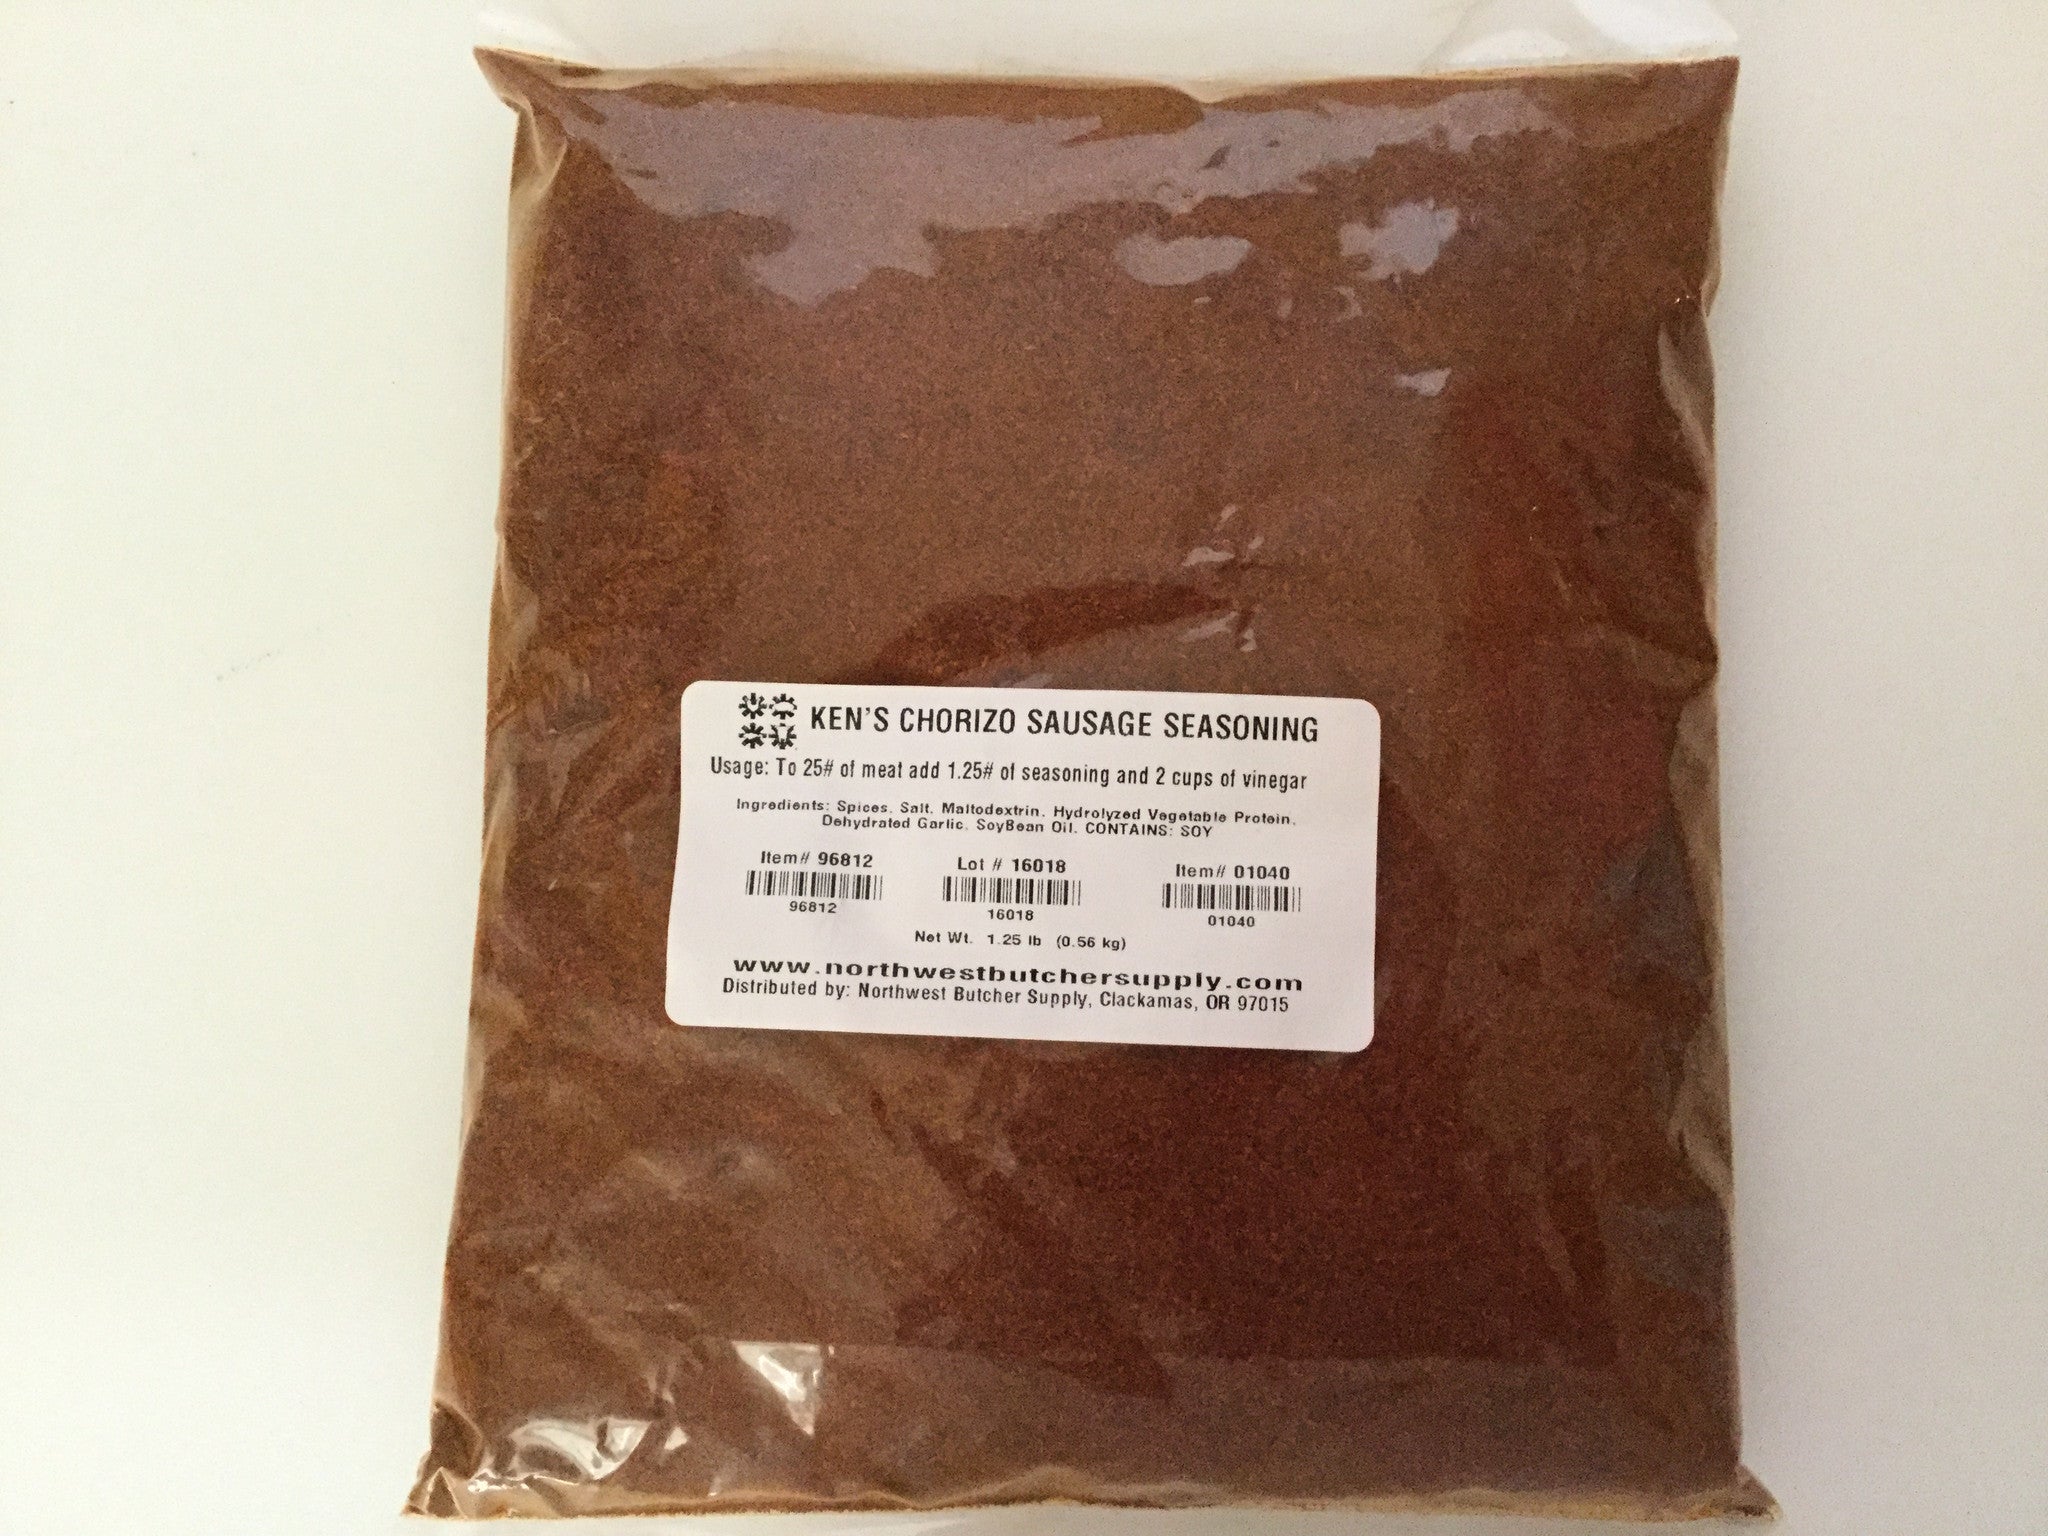 KEN'S CHORIZO SAUSAGE SEASONING
Usage: To 25# of meat add 1.25# of seasoning and 2 cups of vinegar
Ingredients: Spices, Salt, Maltodextrin, Hydrolyzed Vegetable Protein,
Dehydrated Garlic, SoyBean Oil. CONTAINS: SOY
Item# 96812 Lot # 16018 Item# 01040
96812 16018 01040
Net Wt. 1.25 lb (0.56 kg)
www.northwestbutchersupply.com
Distributed by: Northwest Butcher Supply, Clackamas, OR 97015